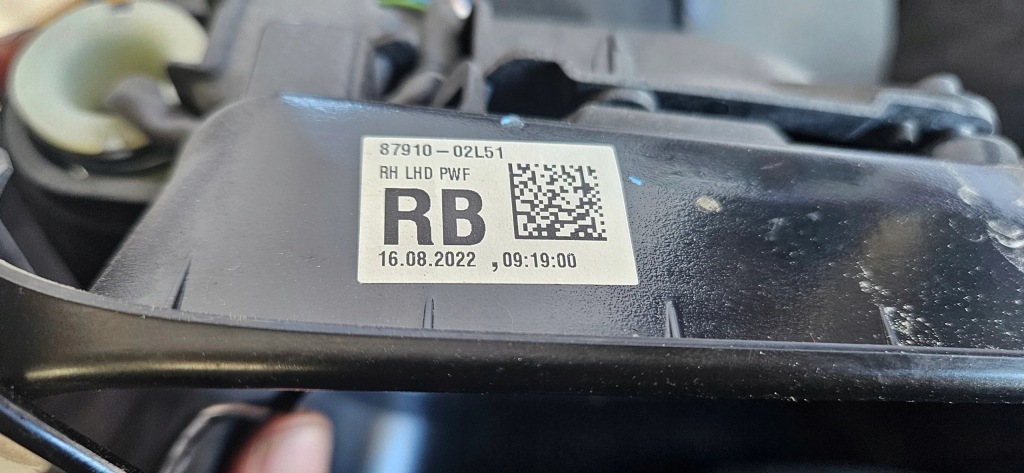 87910-02L51
RH LHD PWF
RB
16.08.2022 ,09:19:00